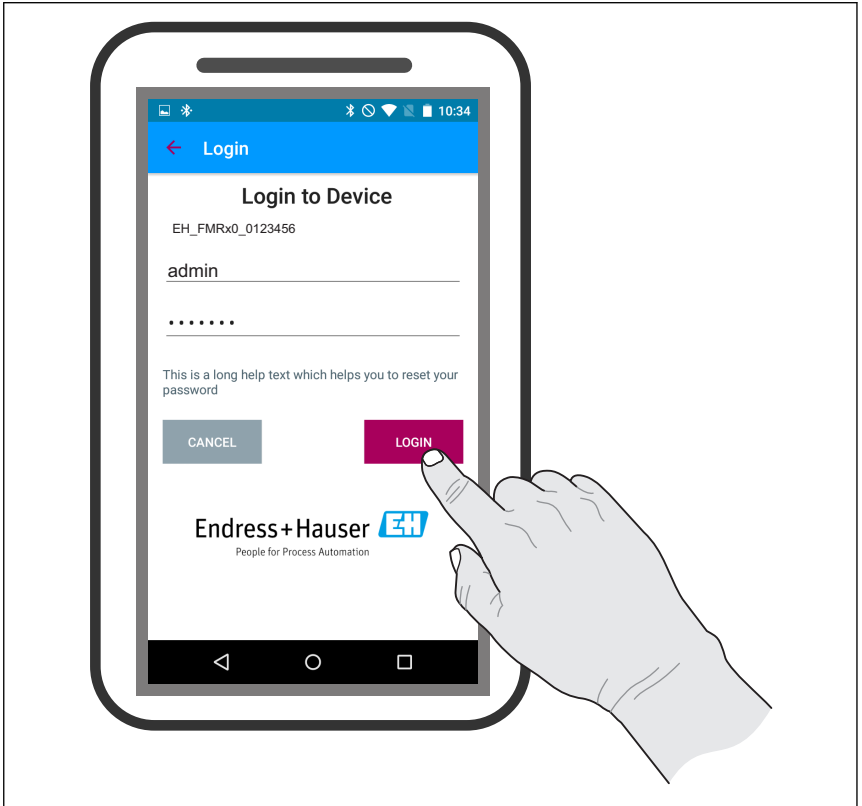 10:34
Login
Login to Device
EH_FMRx0_0123456
admin
.......
This is a long help text which helps you to reset your
password
CANCEL
LOGIN
Endress+Hauser EH
People for Process Automation